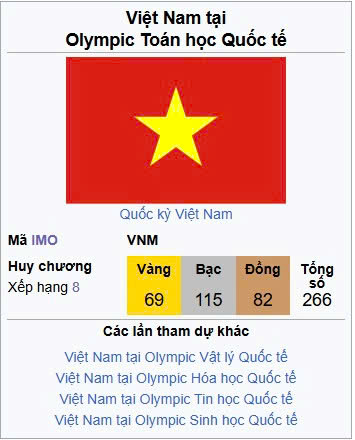 Việt Nam tại
Olympic Toán học Quốc tế
Quốc kỳ Việt Nam
Mã IMO VNM
Huy chương Vàng Bạc Đồng Tổng số
Xếp hạng 8 69 115 82 266
Các lần tham dự khác
Việt Nam tại Olympic Vật lý Quốc tế
Việt Nam tại Olympic Hóa học Quốc tế
Việt Nam tại Olympic Tin học Quốc tế
Việt Nam tại Olympic Sinh học Quốc tế